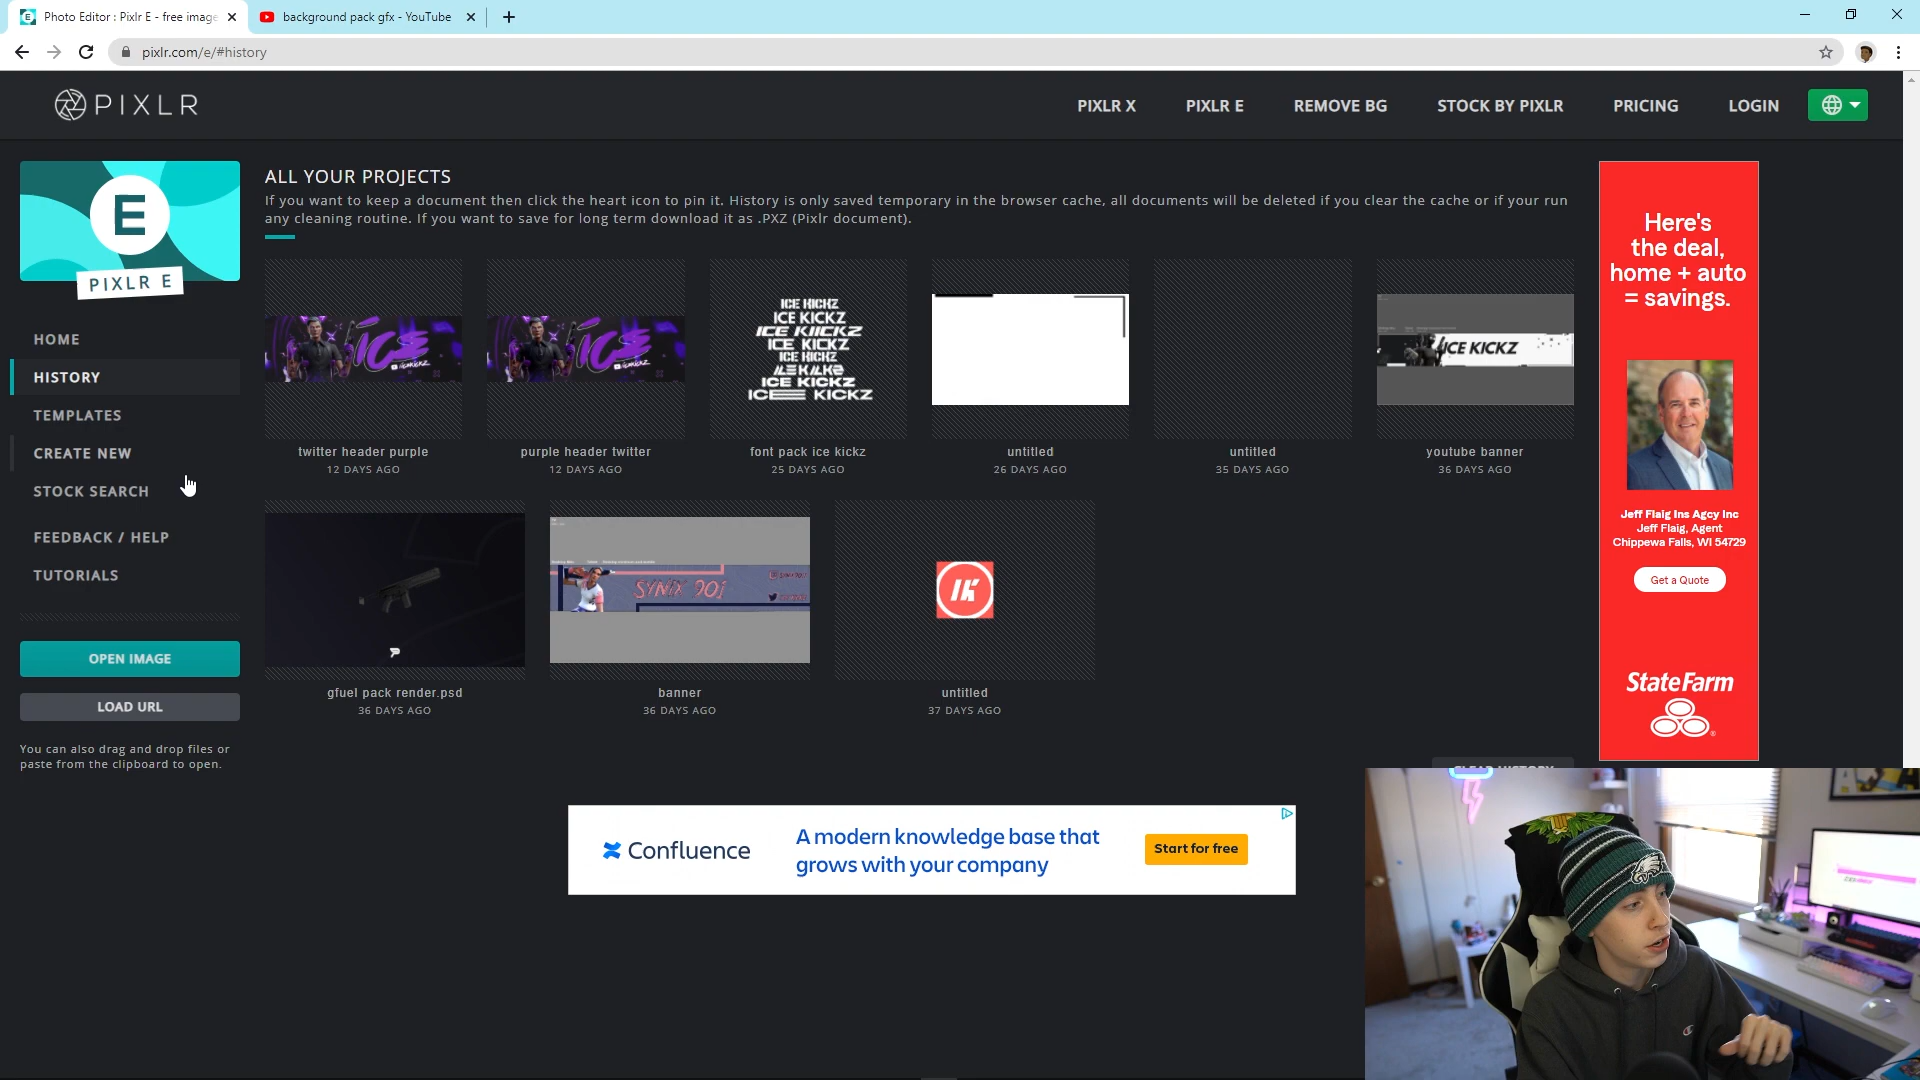 Photo Editor : Pixlr E - free image
background pack gfx - YouTube
pixlr.com/e/#history
PIXLR
PIXLR X
PIXLR E
REMOVE BG
STOCK BY PIXLR
PRICING
LOGIN
E
PIXLR E
HOME
HISTORY
TEMPLATES
CREATE NEW
STOCK SEARCH
FEEDBACK / HELP
TUTORIALS
OPEN IMAGE
LOAD URL
You can also drag and drop files or
paste from the clipboard to open.
ALL YOUR PROJECTS
If you want to keep a document then click the heart icon to pin it. History is only saved temporary in the browser cache, all documents will be deleted if you clear the cache or if your run
any cleaning routine. If you want to save for long term download it as .PXZ (Pixlr document).
ICE
ICE
ICE KICKZ
ICE KICKZ
ICE KIICKZ
ICE KICKZ
ICE KICKZ
ICE KICKZ
ICE KICKZ
ICE KICKZ
twitter header purple
12 DAYS AGO
purple header twitter
12 DAYS AGO
font pack ice kickz
25 DAYS AGO
untitled
26 DAYS AGO
untitled
35 DAYS AGO
youtube banner
36 DAYS AGO
SYNIX 901
IK
gfuel pack render.psd
36 DAYS AGO
banner
36 DAYS AGO
untitled
37 DAYS AGO
CLEAR HISTORY
Here's
the deal,
home + auto
= savings.
Jeff Flaig Ins Agcy Inc
Jeff Flaig, Agent
Chippewa Falls, WI 54729
Get a Quote
StateFarm
Confluence
A modern knowledge base that
grows with your company
Start for free